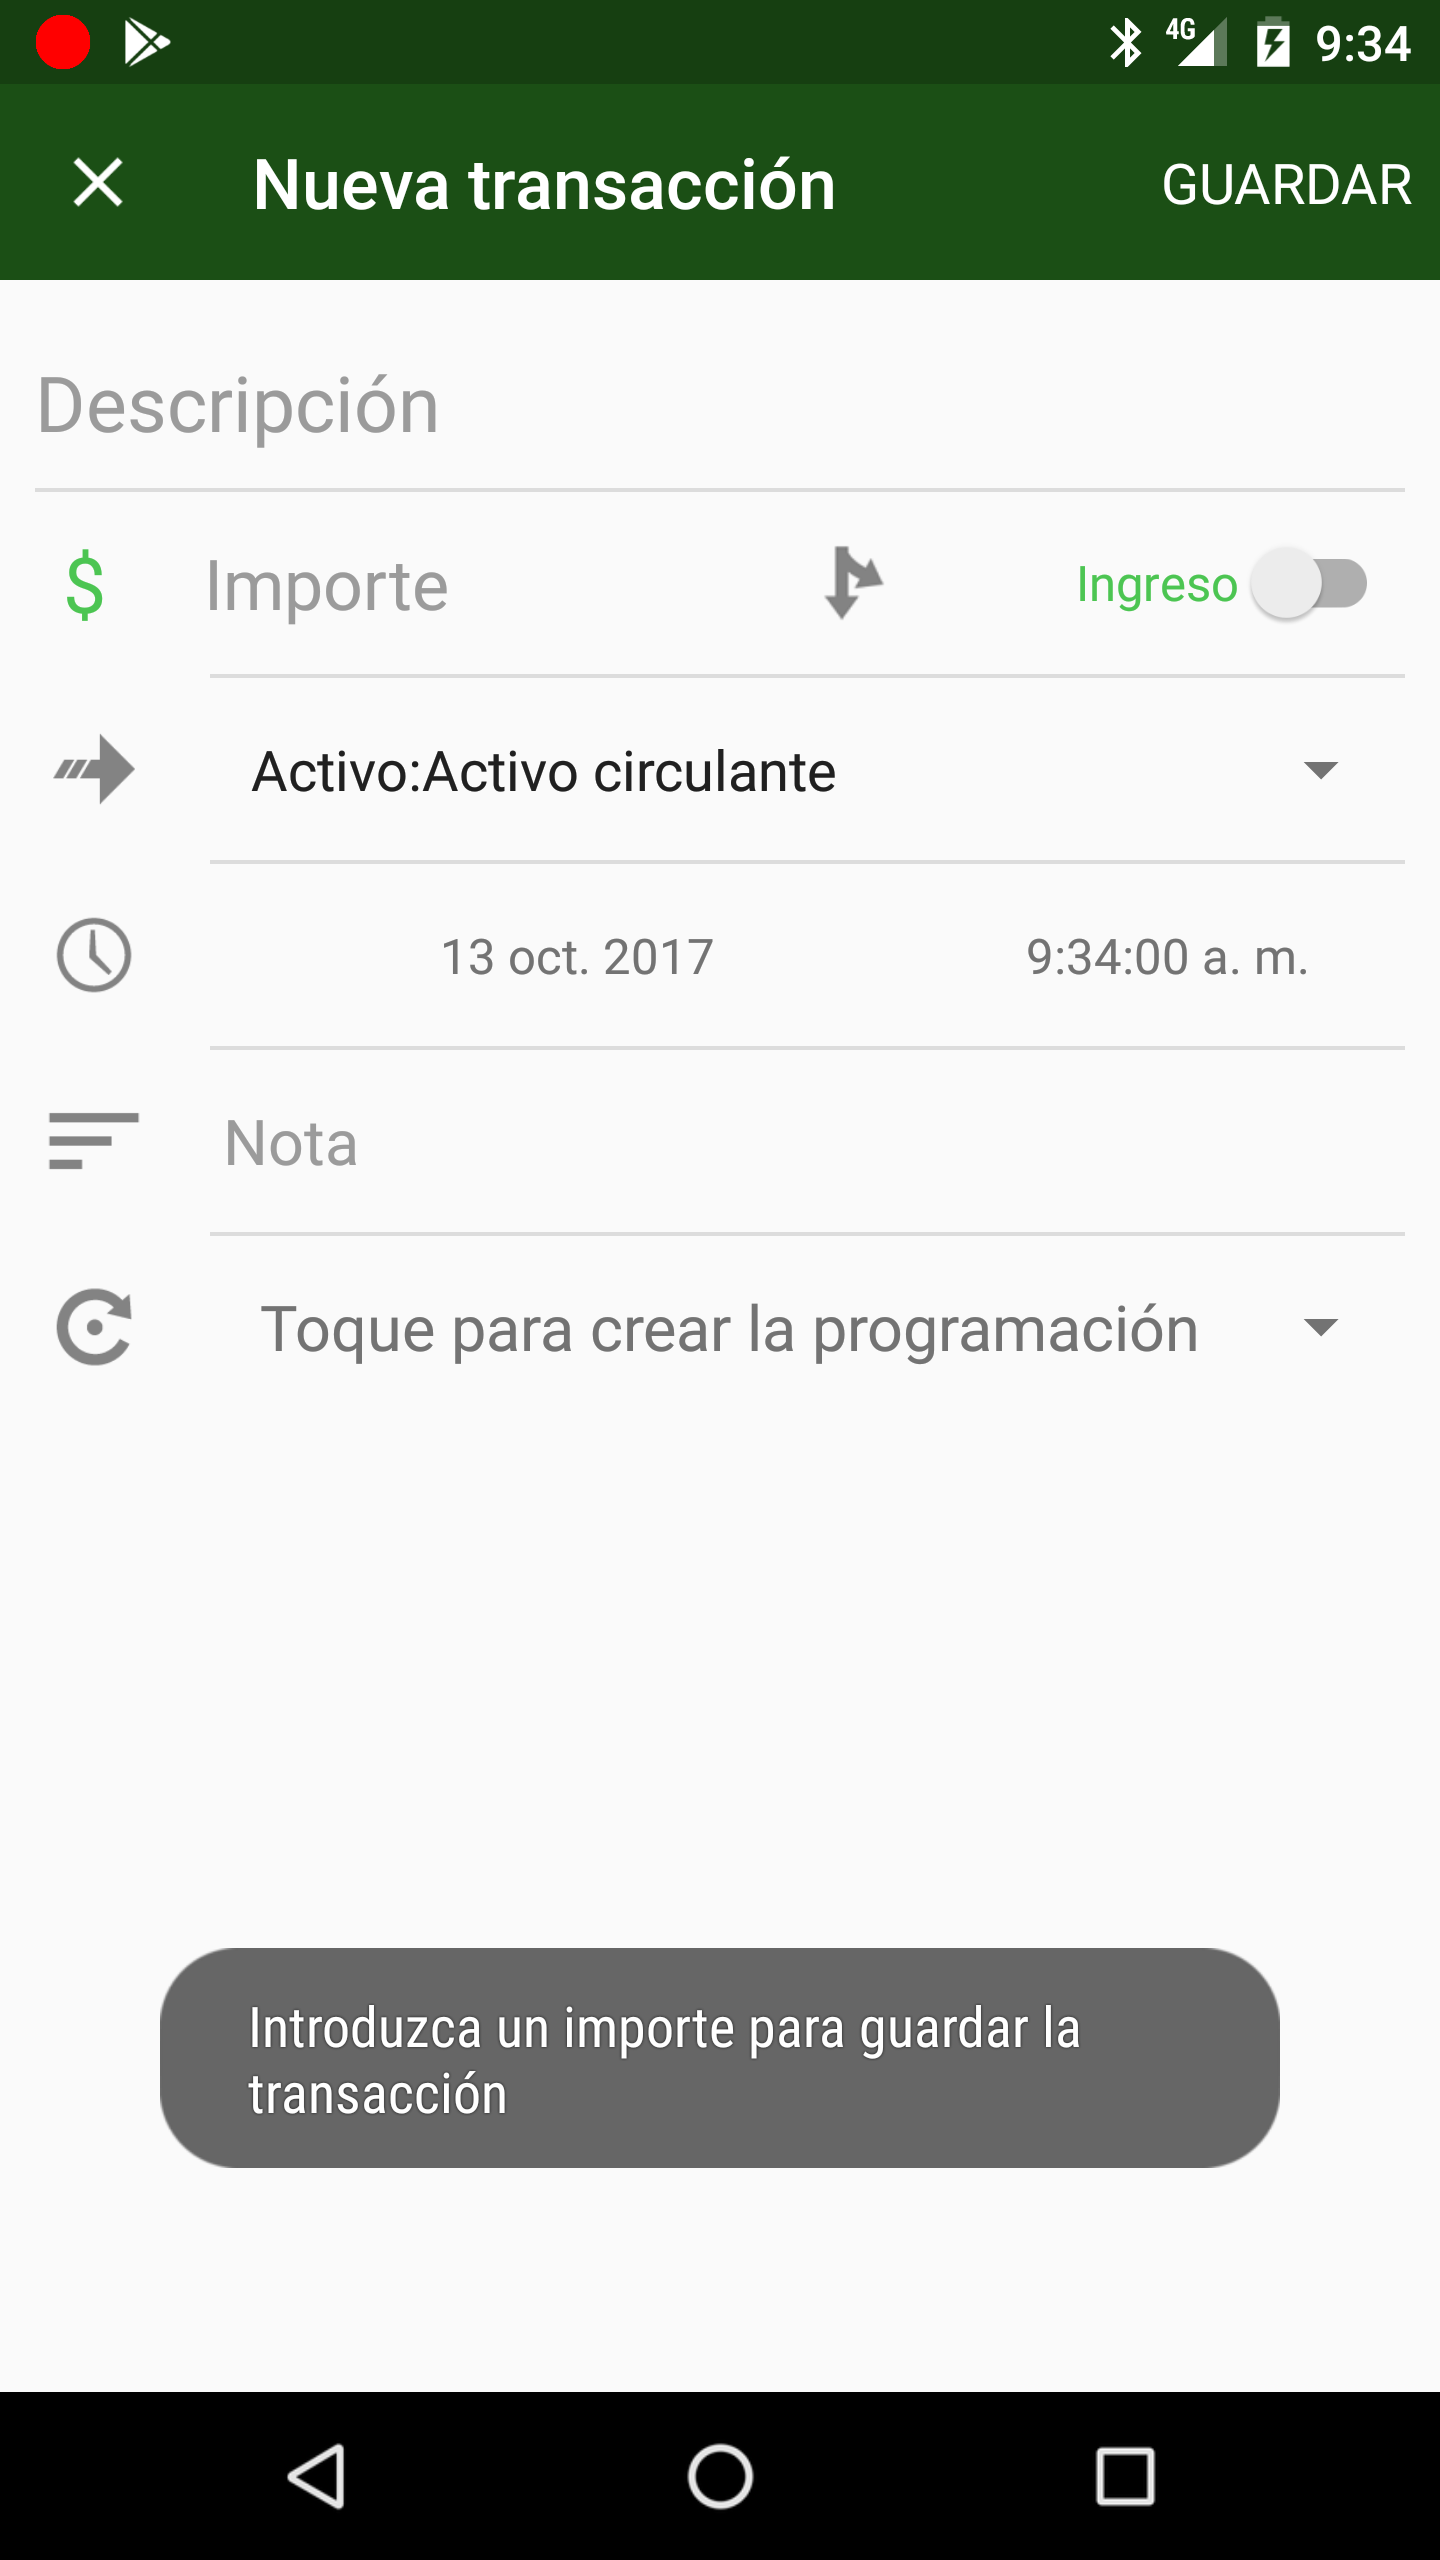 4G 9:34
Nueva transacción GUARDAR
Descripción
$ Importe Ingreso
Activo:Activo circulante
13 oct. 2017 9:34:00 a. m.
Nota
Toque para crear la programación
Introduzca un importe para guardar la
transacción